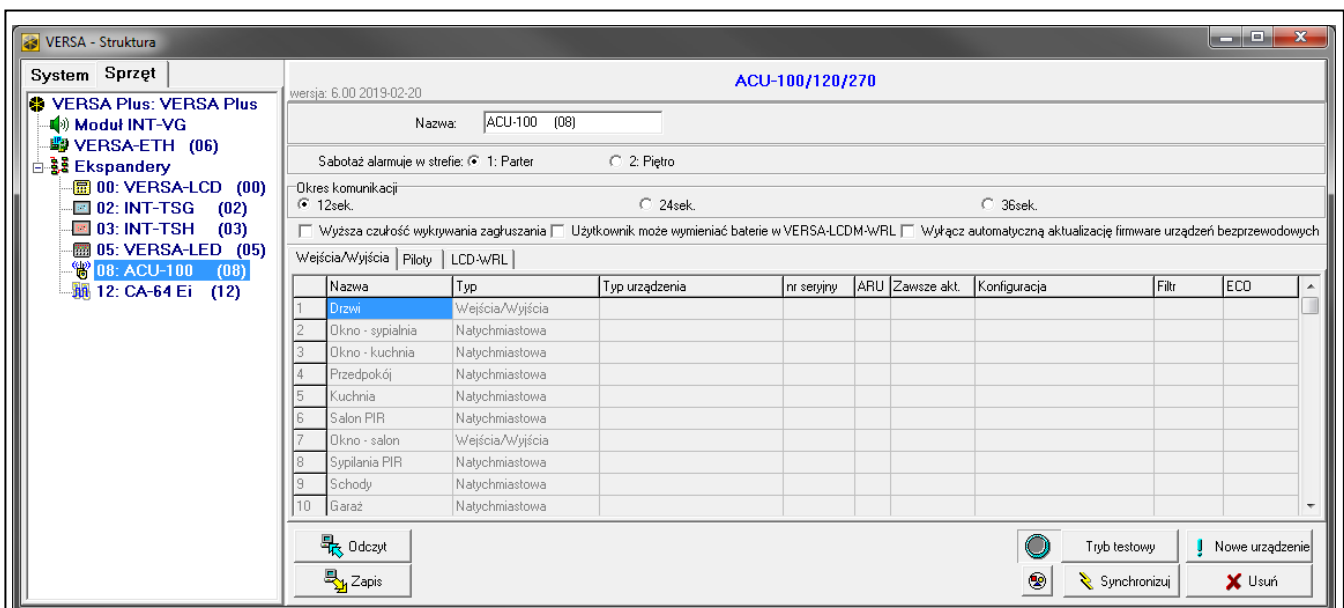 VERSA - Struktura
System Sprzęt
VERSA Plus: VERSA Plus
Moduł INT-VG
VERSA-ETH (06)
Ekspandery
00: VERSA-LCD (00)
02: INT-TSG (02)
03: INT-TSH (03)
05: VERSA-LED (05)
08: ACU-100 (08)
12: CA-64 Ei (12)
ACU-100/120/270
wersja: 6.00 2019-02-20
Nazwa: ACU-100 (08)
Sabotaż alarmuje w strefie: 1: Parter 2: Piętro
Okres komunikacji
12sek. 24sek. 36sek.
Wyższa czułość wykrywania zagłuszania Użytkownik może wymieniać baterie w VERSA-LCDM-WRL Wyłącz automatyczną aktualizację firmware urządzeń bezprzewodowych
Wejścia/Wyjścia Piloty LCD-WRL
Nazwa Typ Typ urządzenia nr seryjny ARU Zawsze akt. Konfiguracja Filtr ECO
1 Drzwi Wejścia/Wyjścia
2 Okno - sypialnia Natychmiastowa
3 Okno - kuchnia Natychmiastowa
4 Przedpokój Natychmiastowa
5 Kuchnia Natychmiastowa
6 Salon PIR Natychmiastowa
7 Okno - salon Wejścia/Wyjścia
8 Sypilania PIR Natychmiastowa
9 Schody Natychmiastowa
10 Garaż Natychmiastowa
Odczyt Tryb testowy Nowe urządzenie
Zapis Synchronizuj Usuń